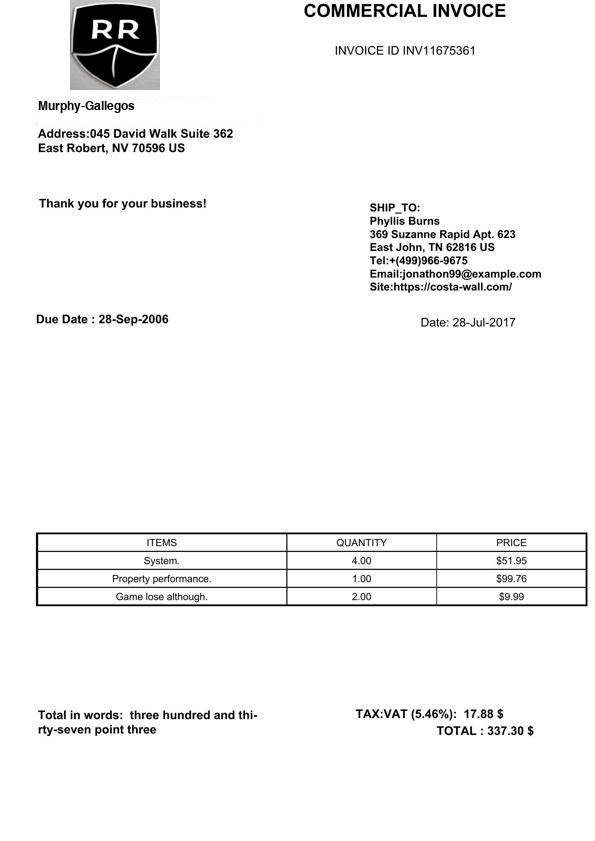 RR
COMMERCIAL INVOICE
INVOICE ID INV11675361
Murphy-Gallegos
Address:045 David Walk Suite 362
East Robert, NV 70596 US
Thank you for your business!
SHIP_TO:
Phyllis Burns
369 Suzanne Rapid Apt. 623
East John, TN 62816 US
Tel:+(499)966-9675
Email:jonathon99@example.com
Site:https://costa-wall.com/
Due Date : 28-Sep-2006
Date: 28-Jul-2017
ITEMS QUANTITY PRICE
System. 4.00 $51.95
Property performance. 1.00 $99.76
Game lose although. 2.00 $9.99
Total in words: three hundred and thi-
rty-seven point three
TAX:VAT (5.46%): 17.88 $
TOTAL : 337.30 $